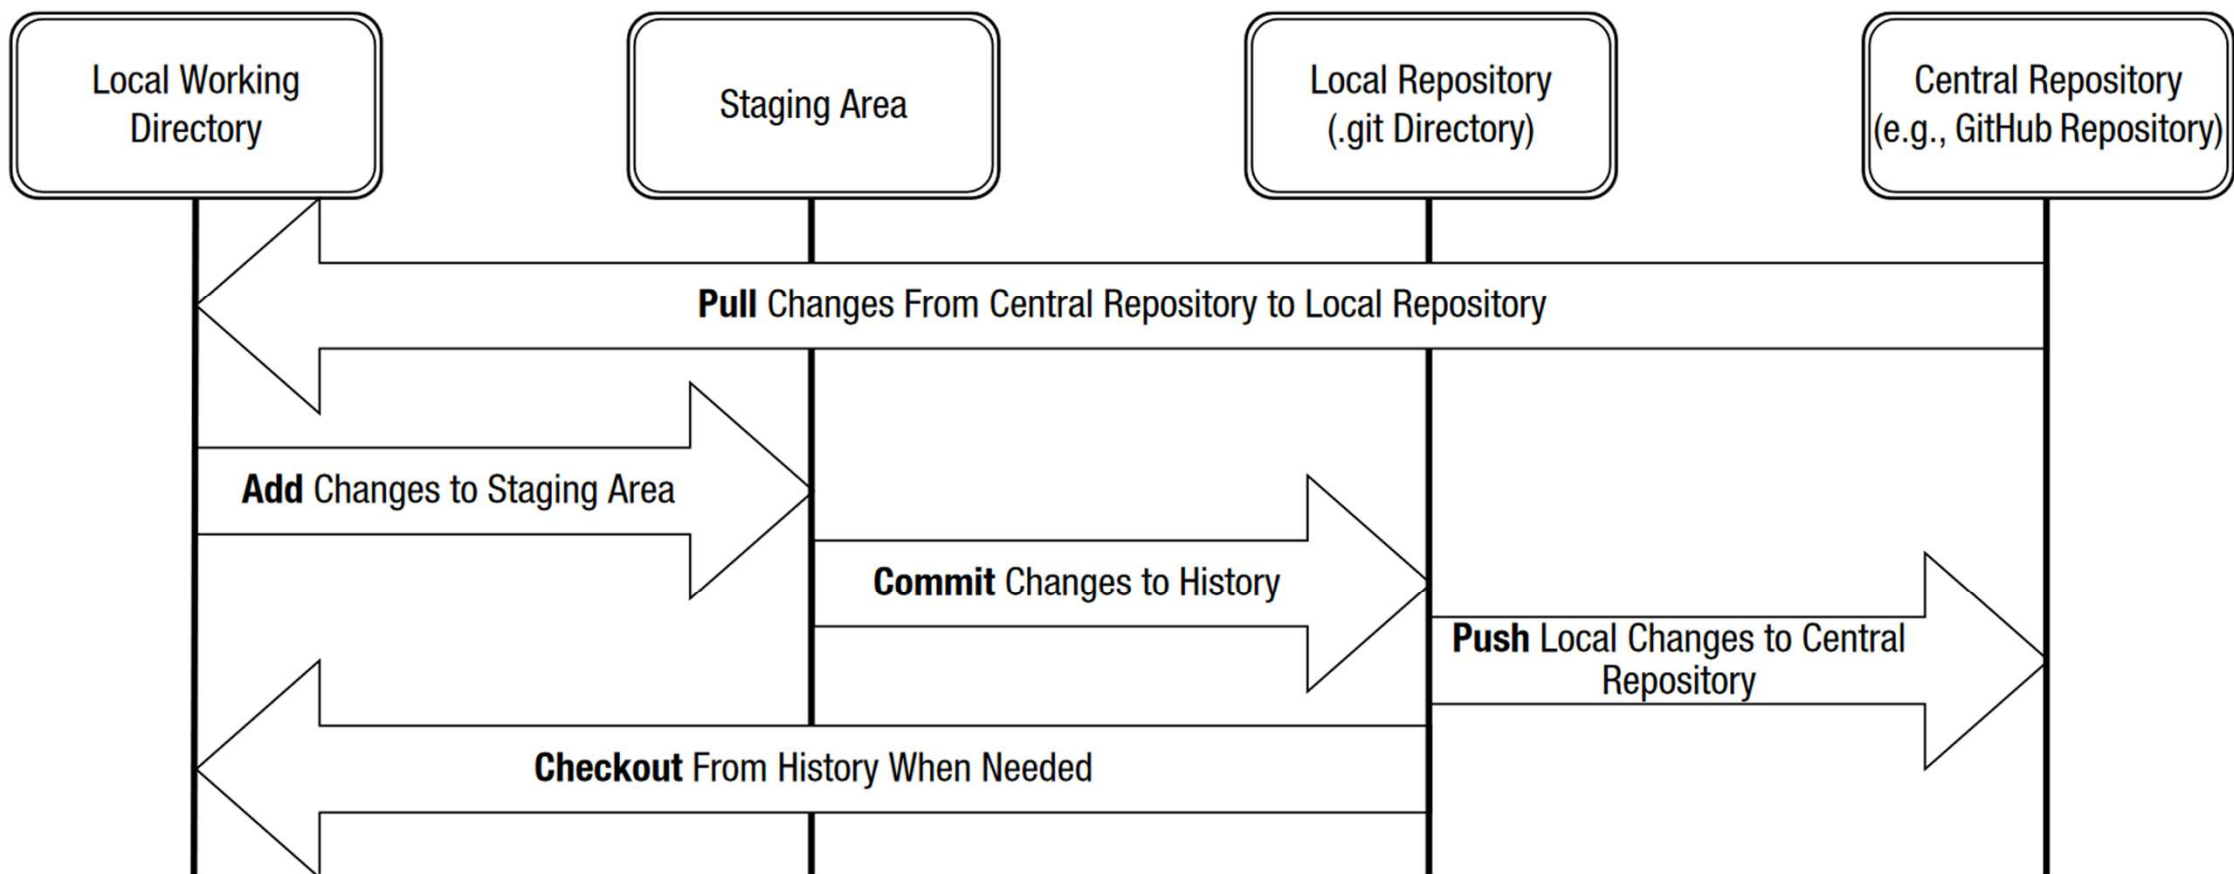 Local Working
Directory
Staging Area
Local Repository
(.git Directory)
Central Repository
(e.g., GitHub Repository)
Pull Changes From Central Repository to Local Repository
Add Changes to Staging Area
Commit Changes to History
Push Local Changes to Central
Repository
Checkout From History When Needed